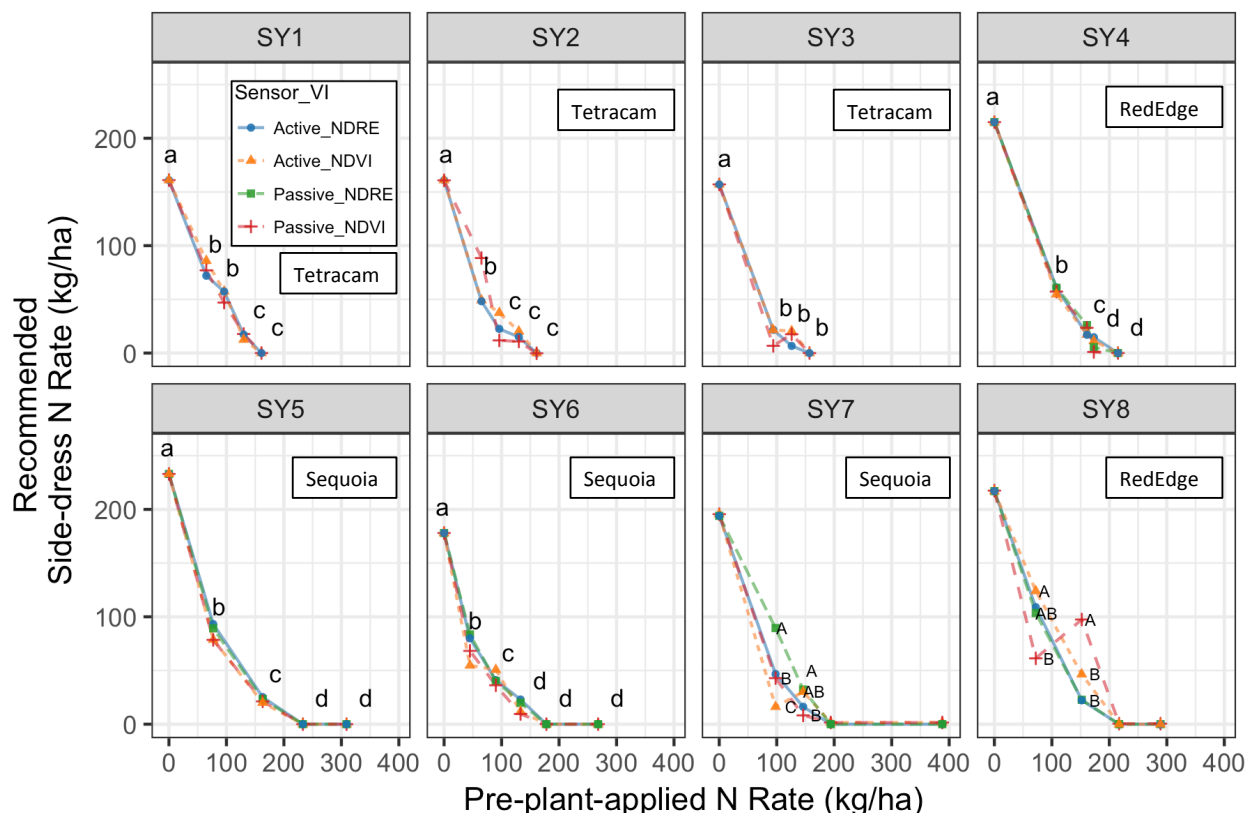 SY1 SY2 SY3 SY4
Sensor_VI
Active_NDRE
Active_NDVI
Passive_NDRE
Passive_NDVI
Tetracam
a
b
b
c
c
Tetracam
a
b
c
c
c
Tetracam
a
b
b
b
RedEdge
a
b
c
d
d
200
100
0
SY5 SY6 SY7 SY8
Sequoia
a
b
c
d
d
Sequoia
a
b
c
d
d
d
Sequoia
A
B
C
A
AB
B
RedEdge
A
AB
B
A
B
B
200
100
0
0 100 200 300 400 0 100 200 300 400 0 100 200 300 400 0 100 200 300 400
Recommended
Side-dress N Rate (kg/ha)
Pre-plant-applied N Rate (kg/ha)